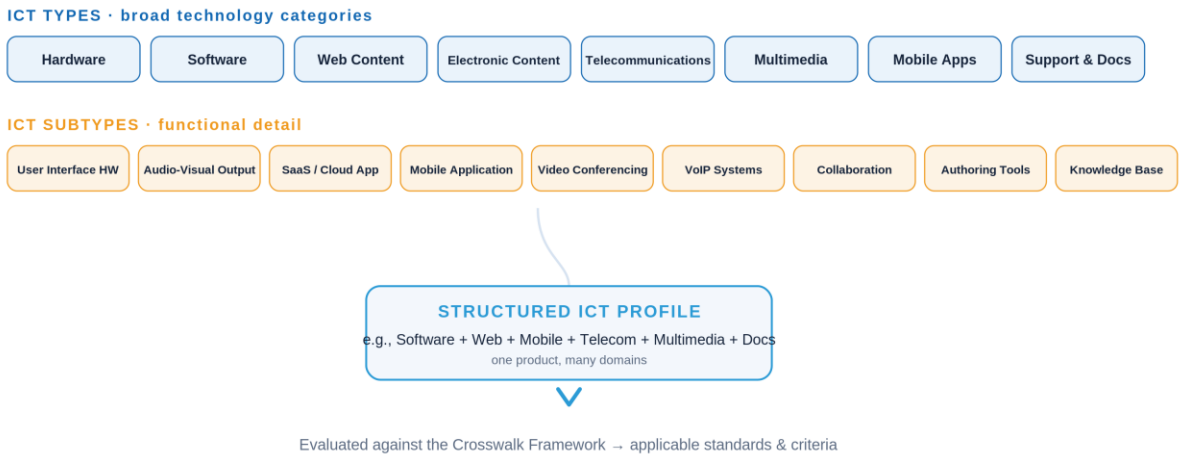 ICT TYPES · broad technology categories
Hardware
Software
Web Content
Electronic Content
Telecommunications
Multimedia
Mobile Apps
Support & Docs
ICT SUBTYPES · functional detail
User Interface HW
Audio-Visual Output
SaaS / Cloud App
Mobile Application
Video Conferencing
VoIP Systems
Collaboration
Authoring Tools
Knowledge Base
STRUCTURED ICT PROFILE
e.g., Software + Web + Mobile + Telecom + Multimedia + Docs
one product, many domains
Evaluated against the Crosswalk Framework → applicable standards & criteria